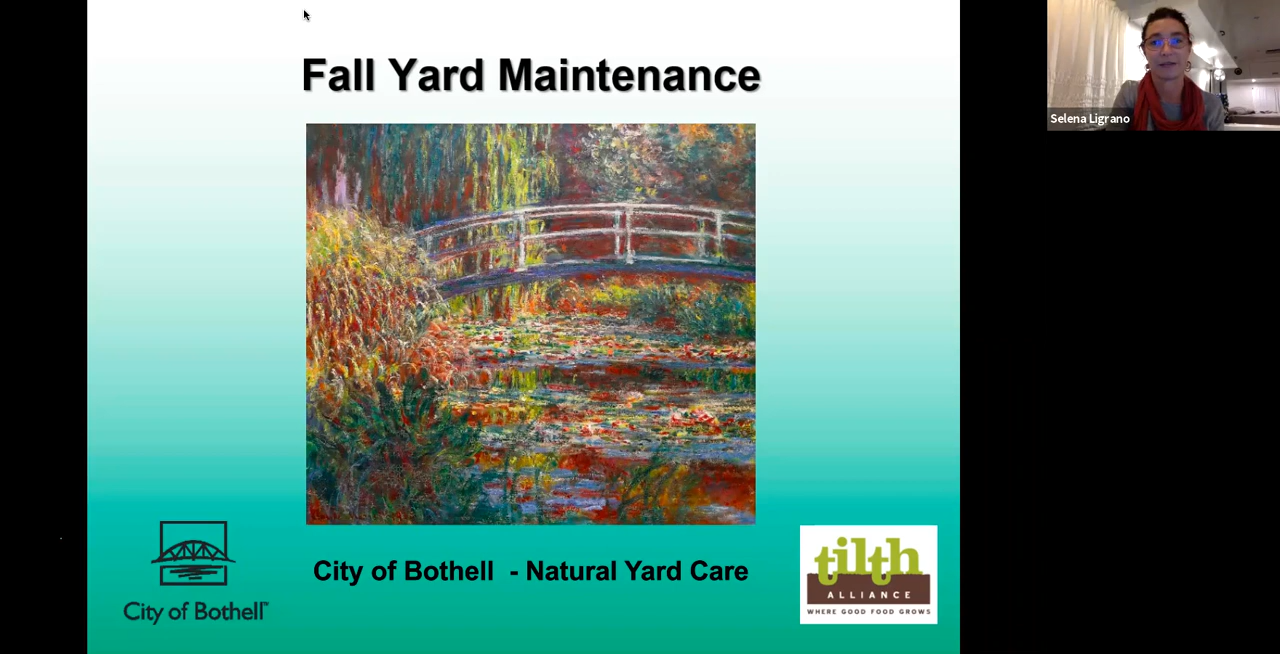 Fall Yard Maintenance
Selena Ligrano
City of Bothell - Natural Yard Care
City of Bothell™
tilth
ALLIANCE
WHERE GOOD FOOD GROWS